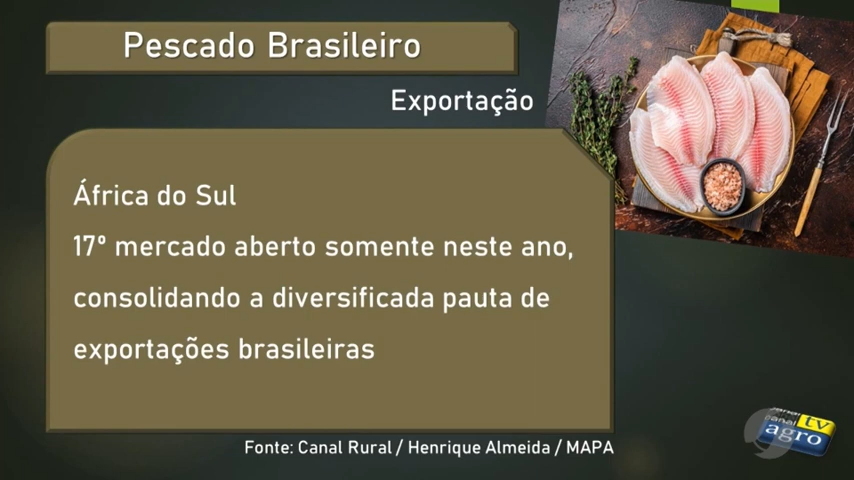 Pescado Brasileiro
Exportação
África do Sul
17º mercado aberto somente neste ano,
consolidando a diversificada pauta de
exportações brasileiras
Fonte: Canal Rural / Henrique Almeida / MAPA
canal
tv
agro